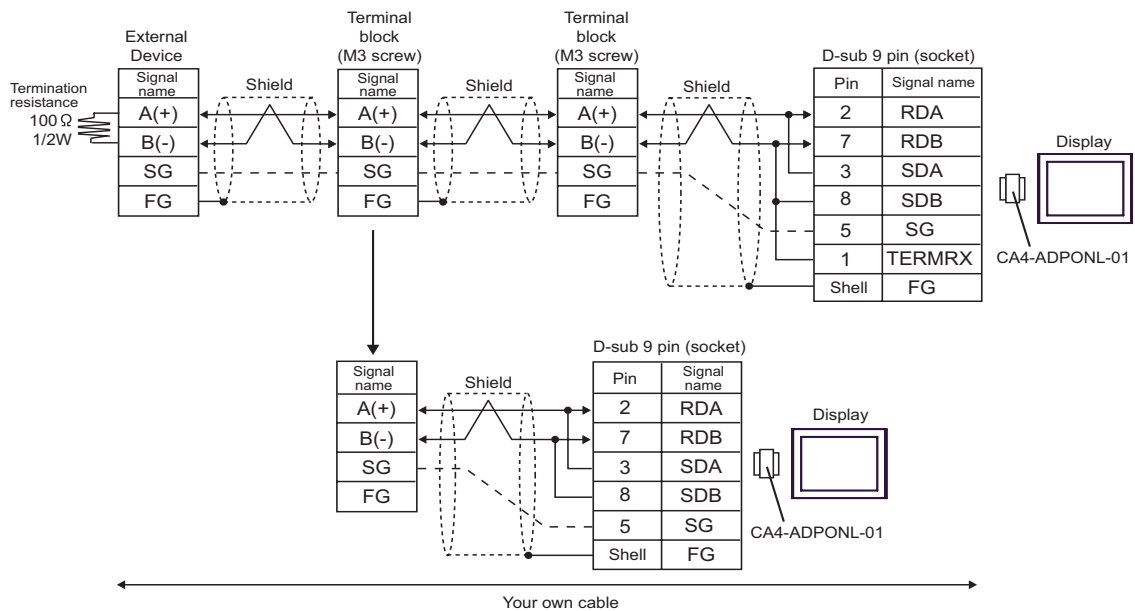 External
Device
Terminal
block
(M3 screw)
Terminal
block
(M3 screw)
D-sub 9 pin (socket)
Termination
resistance
100 Ω
1/2W
Signal
name
A(+)
B(-)
SG
FG
Shield
Signal
name
A(+)
B(-)
SG
FG
Shield
Signal
name
A(+)
B(-)
SG
FG
Shield
Pin Signal name
2 RDA
7 RDB
3 SDA
8 SDB
5 SG
1 TERMRX
Shell FG
Display
CA4-ADPONL-01
Signal
name
A(+)
B(-)
SG
FG
Shield
D-sub 9 pin (socket)
Pin Signal
name
2 RDA
7 RDB
3 SDA
8 SDB
5 SG
Shell FG
Display
CA4-ADPONL-01
Your own cable